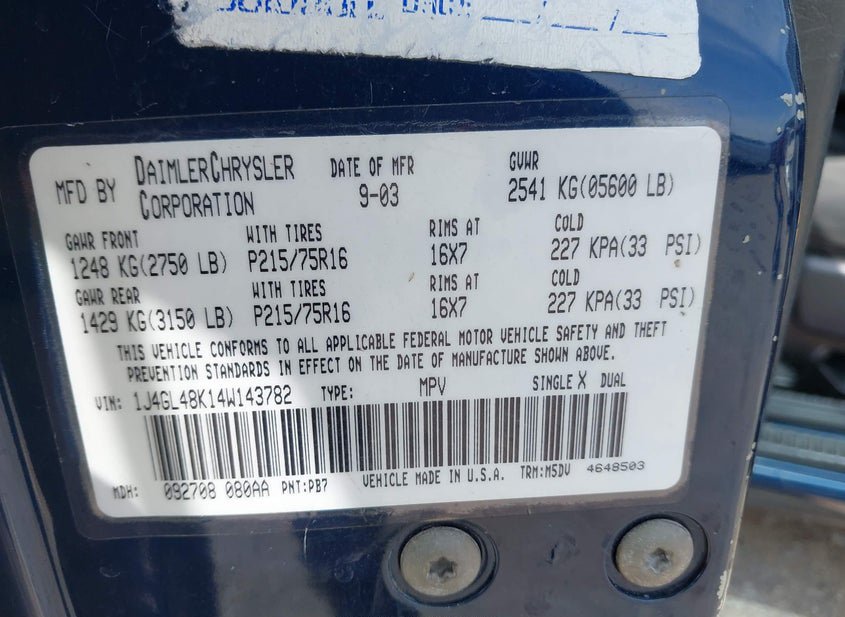 MFD BY DAIMLERCHRYSLER CORPORATION DATE OF MFR 9-03 GVWR 2541 KG(05600 LB)
GAWR FRONT WITH TIRES RIMS AT COLD
1248 KG(2750 LB) P215/75R16 16X7 227 KPA(33 PSI)
GAWR REAR WITH TIRES RIMS AT COLD
1429 KG(3150 LB) P215/75R16 16X7 227 KPA(33 PSI)
THIS VEHICLE CONFORMS TO ALL APPLICABLE FEDERAL MOTOR VEHICLE SAFETY AND THEFT
PREVENTION STANDARDS IN EFFECT ON THE DATE OF MANUFACTURE SHOWN ABOVE.
VIN: 1J4GL48K14W143782 TYPE: MPV SINGLE X DUAL
MDH: 092708 080AA PNT:PB7 VEHICLE MADE IN U.S.A. TRM:M5DV 4648503